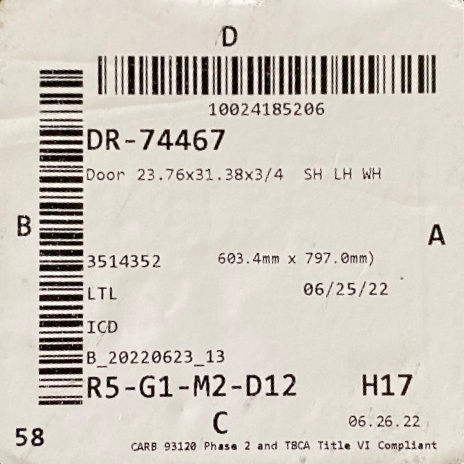 D
10024185206
DR-74467
Door 23.76x31.38x3/4 SH LH WH
B
A
3514352 603.4mm x 797.0mm)
LTL 06/25/22
ICD
B_20220623_13
R5-G1-M2-D12 H17
C 06.26.22
58 CARB 93120 Phase 2 and T8CA Title VI Compliant